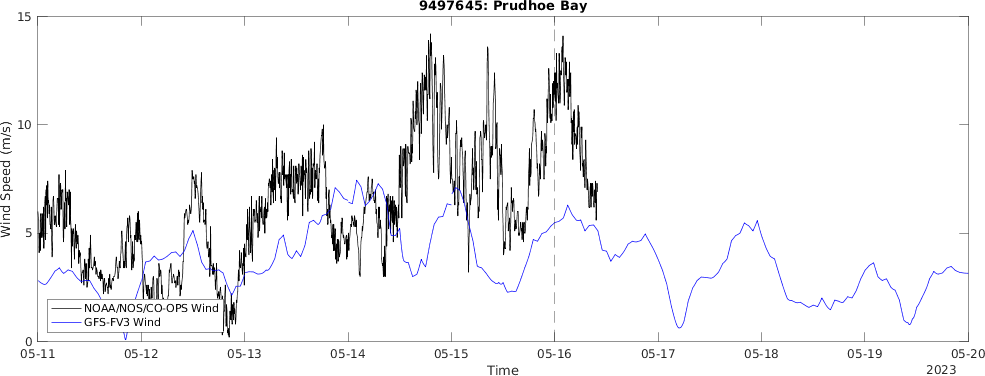 9497645: Prudhoe Bay
15
10
5
0
Wind Speed (m/s)
NOAA/NOS/CO-OPS Wind
GFS-FV3 Wind
05-11 05-12 05-13 05-14 05-15 05-16 05-17 05-18 05-19 05-20
Time
2023